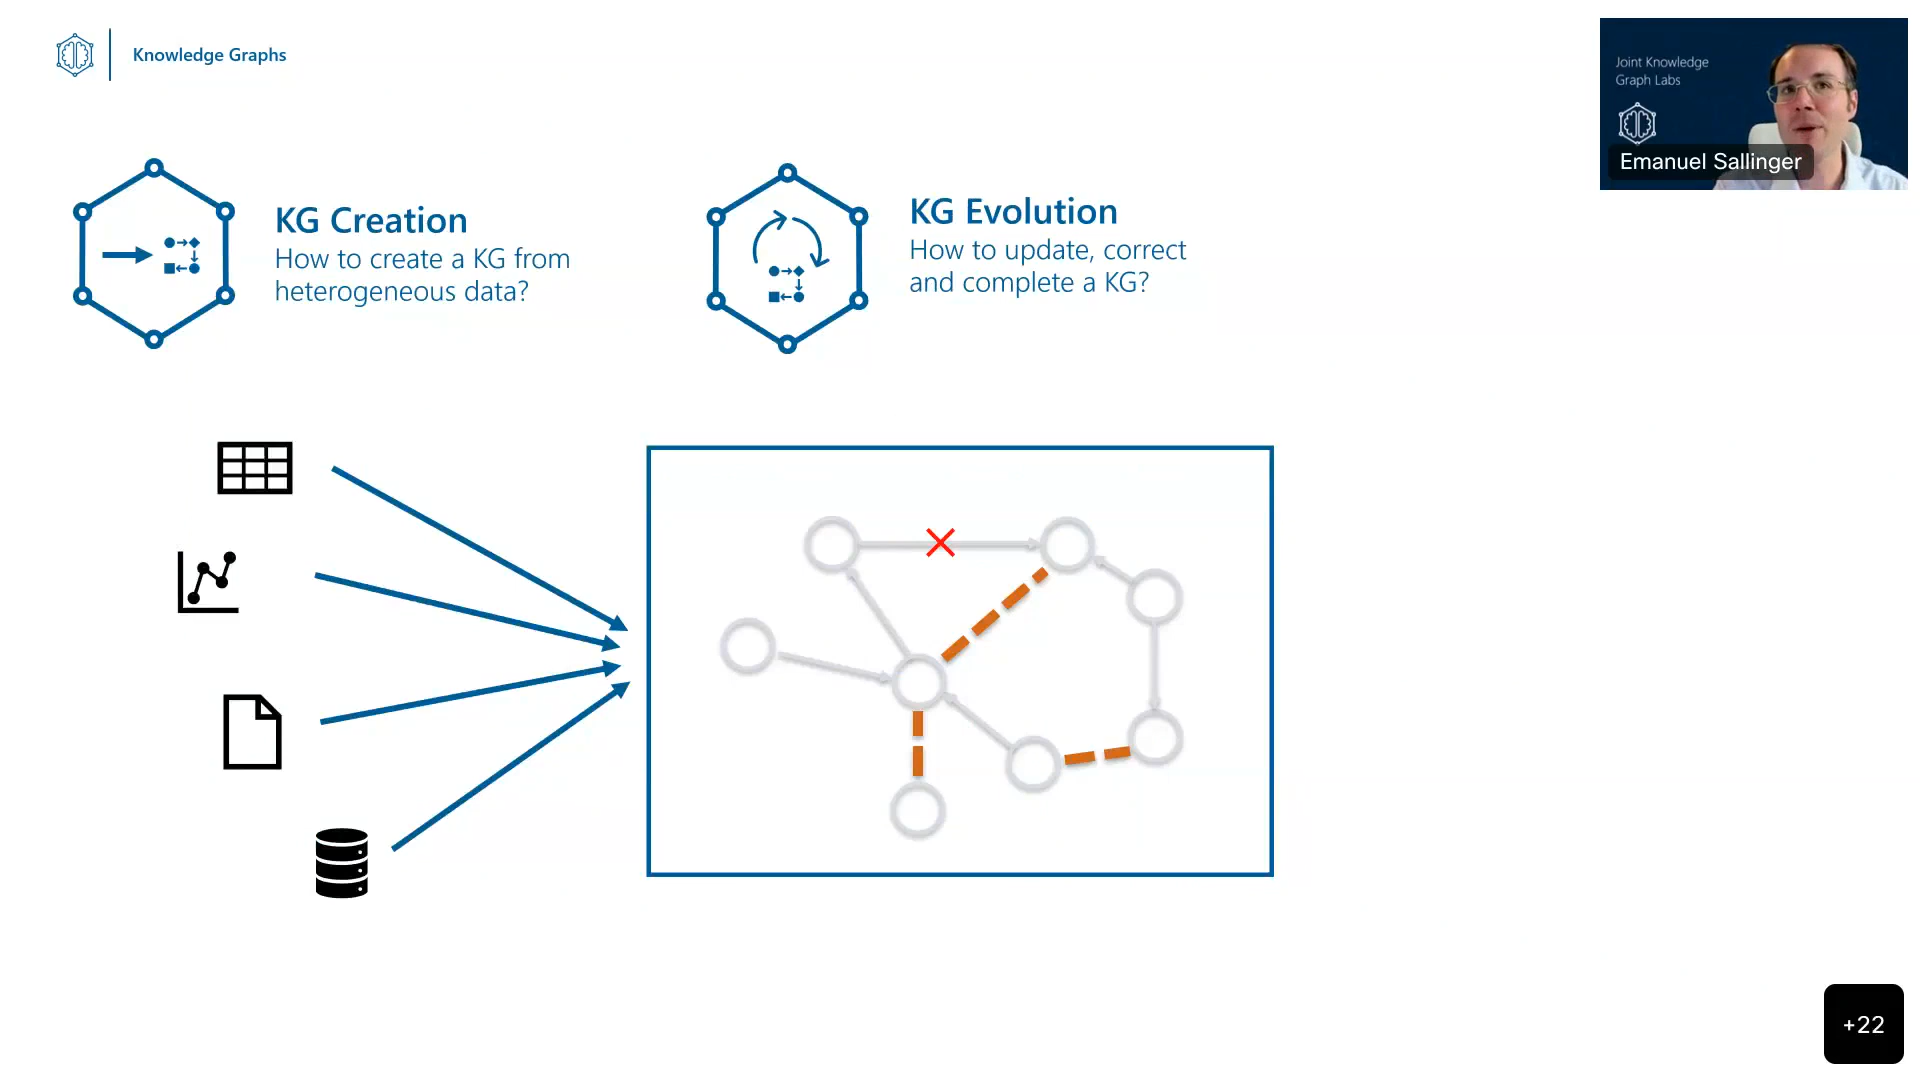 Knowledge Graphs
Joint Knowledge
Graph Labs
Emanuel Sallinger
KG Creation
How to create a KG from
heterogeneous data?
KG Evolution
How to update, correct
and complete a KG?
+22